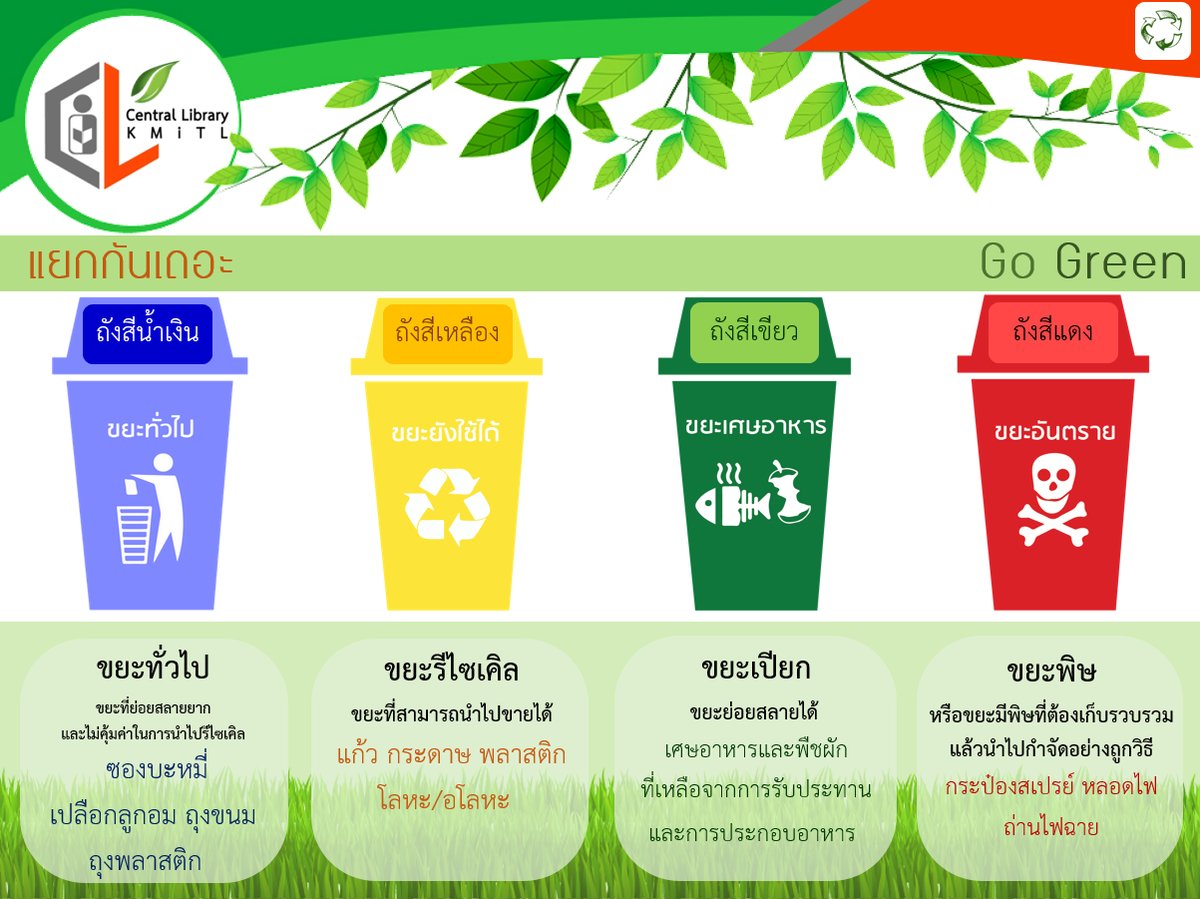 Central Library
KMiTL
แยกกันเถอะ
Go Green
ถังสีน้ำเงิน
ถังสีเหลือง
ถังสีเขียว
ถังสีแดง
ขยะทั่วไป
ขยะยังใช้ได้
ขยะเศษอาหาร
ขยะอันตราย
ขยะทั่วไป
ขยะที่ย่อยสลายยาก
และไม่คุ้มค่าในการนำไปรีไซเคิล
ซองบะหมี่
เปลือกลูกอม ถุงขนม
ถุงพลาสติก
ขยะรีไซเคิล
ขยะที่สามารถนำไปขายได้
แก้ว กระดาษ พลาสติก
โลหะ/อโลหะ
ขยะเปียก
ขยะย่อยสลายได้
เศษอาหารและพืชผัก
ที่เหลือจากการรับประทาน
และการประกอบอาหาร
ขยะพิษ
หรือขยะมีพิษที่ต้องเก็บรวบรวม
แล้วนำไปกำจัดอย่างถูกวิธี
กระป๋องสเปรย์ หลอดไฟ
ถ่านไฟฉาย